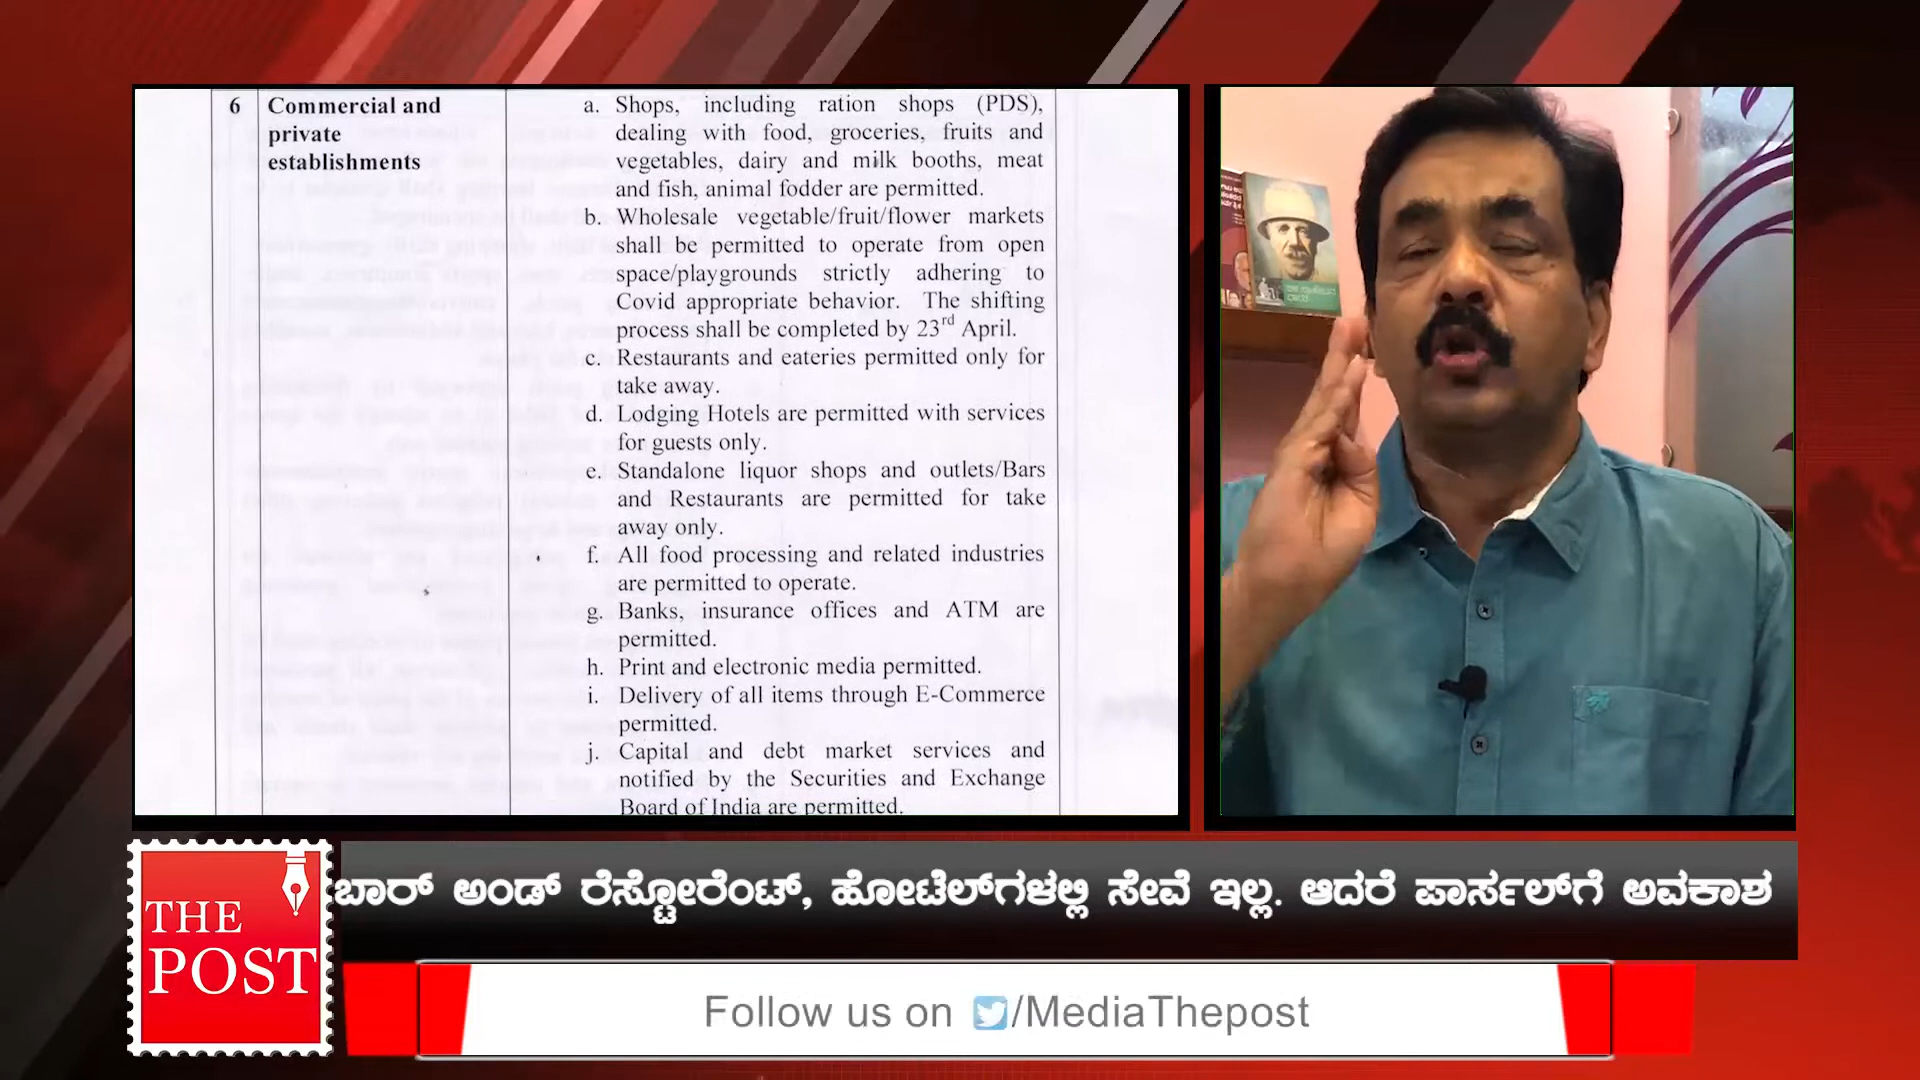 6
Commercial and
private
establishments
a. Shops, including ration shops (PDS),
dealing with food, groceries, fruits and
vegetables, dairy and milk booths, meat
and fish, animal fodder are permitted.
b. Wholesale vegetable/fruit/flower markets
shall be permitted to operate from open
space/playgrounds strictly adhering to
Covid appropriate behavior. The shifting
process shall be completed by 23rd April.
c. Restaurants and eateries permitted only for
take away.
d. Lodging Hotels are permitted with services
for guests only.
e. Standalone liquor shops and outlets/Bars
and Restaurants are permitted for take
away only.
f. All food processing and related industries
are permitted to operate.
g. Banks, insurance offices and ATM are
permitted.
h. Print and electronic media permitted.
i. Delivery of all items through E-Commerce
permitted.
j. Capital and debt market services and
notified by the Securities and Exchange
Board of India are permitted.
THE
POST
ಬಾರ್ ಅಂಡ್ ರೆಸ್ಟೋರೆಂಟ್, ಹೋಟೆಲ್‌ಗಳಲ್ಲಿ ಸೇವೆ ಇಲ್ಲ. ಆದರೆ ಪಾರ್ಸಲ್‌ಗೆ ಅವಕಾಶ
Follow us on /MediaThepost